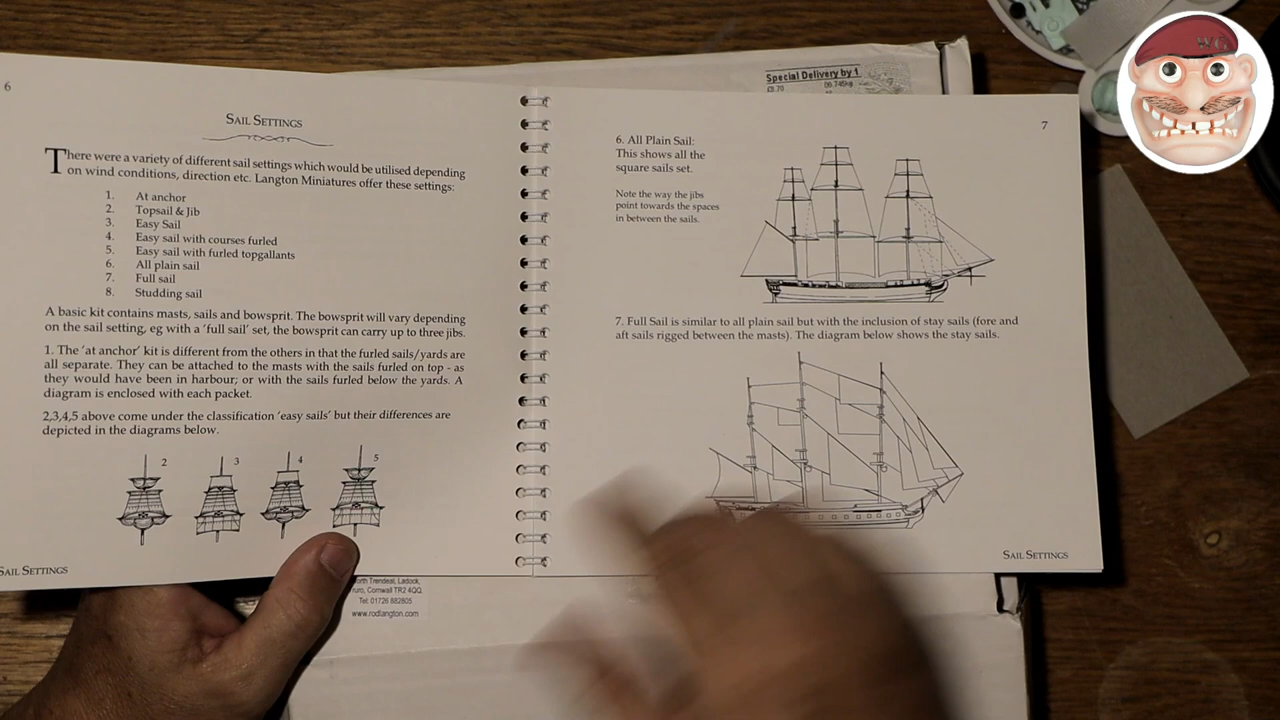 6
SAIL SETTINGS
There were a variety of different sail settings which would be utilised depending
on wind conditions, direction etc. Langton Miniatures offer these settings:
1. At anchor
2. Topsail & Jib
3. Easy Sail
4. Easy sail with courses furled
5. Easy sail with furled topgallants
6. All plain sail
7. Full sail
8. Studding sail
A basic kit contains masts, sails and bowsprit. The bowsprit will vary depending
on the sail setting, eg with a 'full sail' set, the bowsprit can carry up to three jibs.
1. The 'at anchor' kit is different from the others in that the furled sails/yards are
all separate. They can be attached to the masts with the sails furled on top - as
they would have been in harbour; or with the sails furled below the yards. A
diagram is enclosed with each packet.
2,3,4,5 above come under the classification 'easy sails' but their differences are
depicted in the diagrams below.
2 3 4 5
SAIL SETTINGS
7
6. All Plain Sail:
This shows all the
square sails set.
Note the way the jibs
point towards the spaces
in between the sails.
7. Full Sail is similar to all plain sail but with the inclusion of stay sails (fore and
aft sails rigged between the masts). The diagram below shows the stay sails.
SAIL SETTINGS
Special Delivery by 1
Trendeal, Ladock,
Cornwall TR2 4QQ
Tel: 01726 882805
www.rodlangton.com
WG